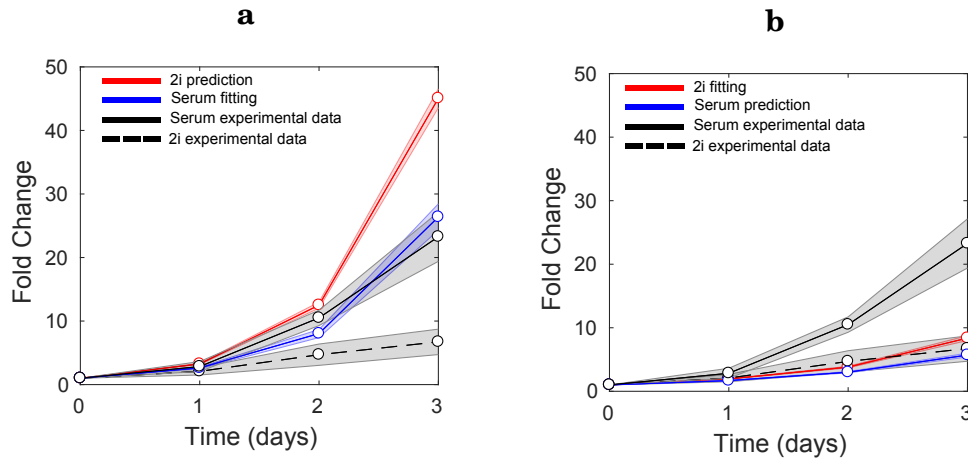 a
50
40
30
20
10
0
Fold Change
2i prediction
Serum fitting
Serum experimental data
2i experimental data
0 1 2 3
Time (days)
b
50
40
30
20
10
0
Fold Change
2i fitting
Serum prediction
Serum experimental data
2i experimental data
0 1 2 3
Time (days)